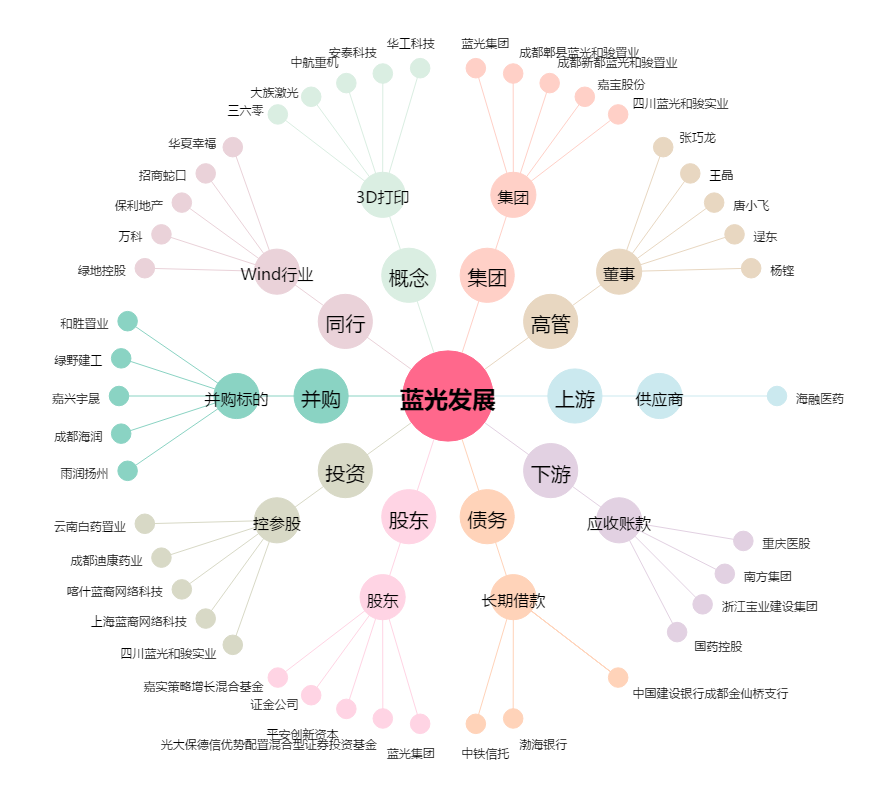 华工科技
安泰科技
中航重机
大族激光
三六零
3D打印
概念
蓝光集团
成都郫县蓝光和骏置业
成都新都蓝光和骏置业
嘉宝股份
四川蓝光和骏实业
集团
集团
张巧龙
王晶
唐小飞
逯东
杨铿
董事
高管
华夏幸福
招商蛇口
保利地产
万科
绿地控股
Wind行业
同行
和胜置业
绿野建工
嘉兴宇晟
成都海润
雨润扬州
并购标的
并购
蓝光发展
上游
供应商
海融医药
投资
控参股
云南白药置业
成都迪康药业
喀什蓝裔网络科技
上海蓝裔网络科技
四川蓝光和骏实业
股东
股东
嘉实策略增长混合基金
证金公司
平安创新资本
光大保德信优势配置混合型证券投资基金
蓝光集团
债务
长期借款
中铁信托
渤海银行
中国建设银行成都金仙桥支行
下游
应收账款
重庆医股
南方集团
浙江宝业建设集团
国药控股